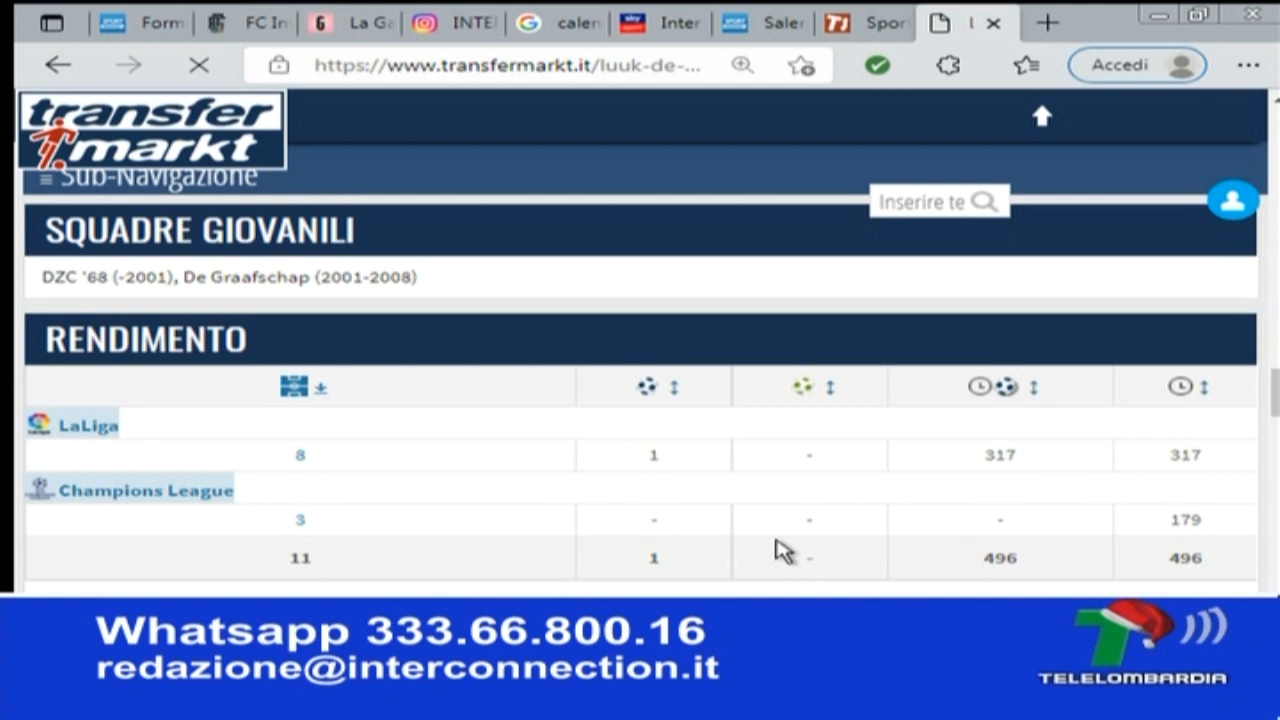 Form
FC In
La Ga
INTE
calen
Inter
Saler
Spor
https://www.transfermarkt.it/luuk-de-...
Accedi
transfer
markt
Sub-Navigazione
Inserire te
SQUADRE GIOVANILI
DZC '68 (-2001), De Graafschap (2001-2008)
RENDIMENTO
LaLiga
8 1 - 317 317
Champions League
3 - - - 179
11 1 - 496 496
Whatsapp 333.66.800.16
redazione@interconnection.it
TELELOMBARDIA